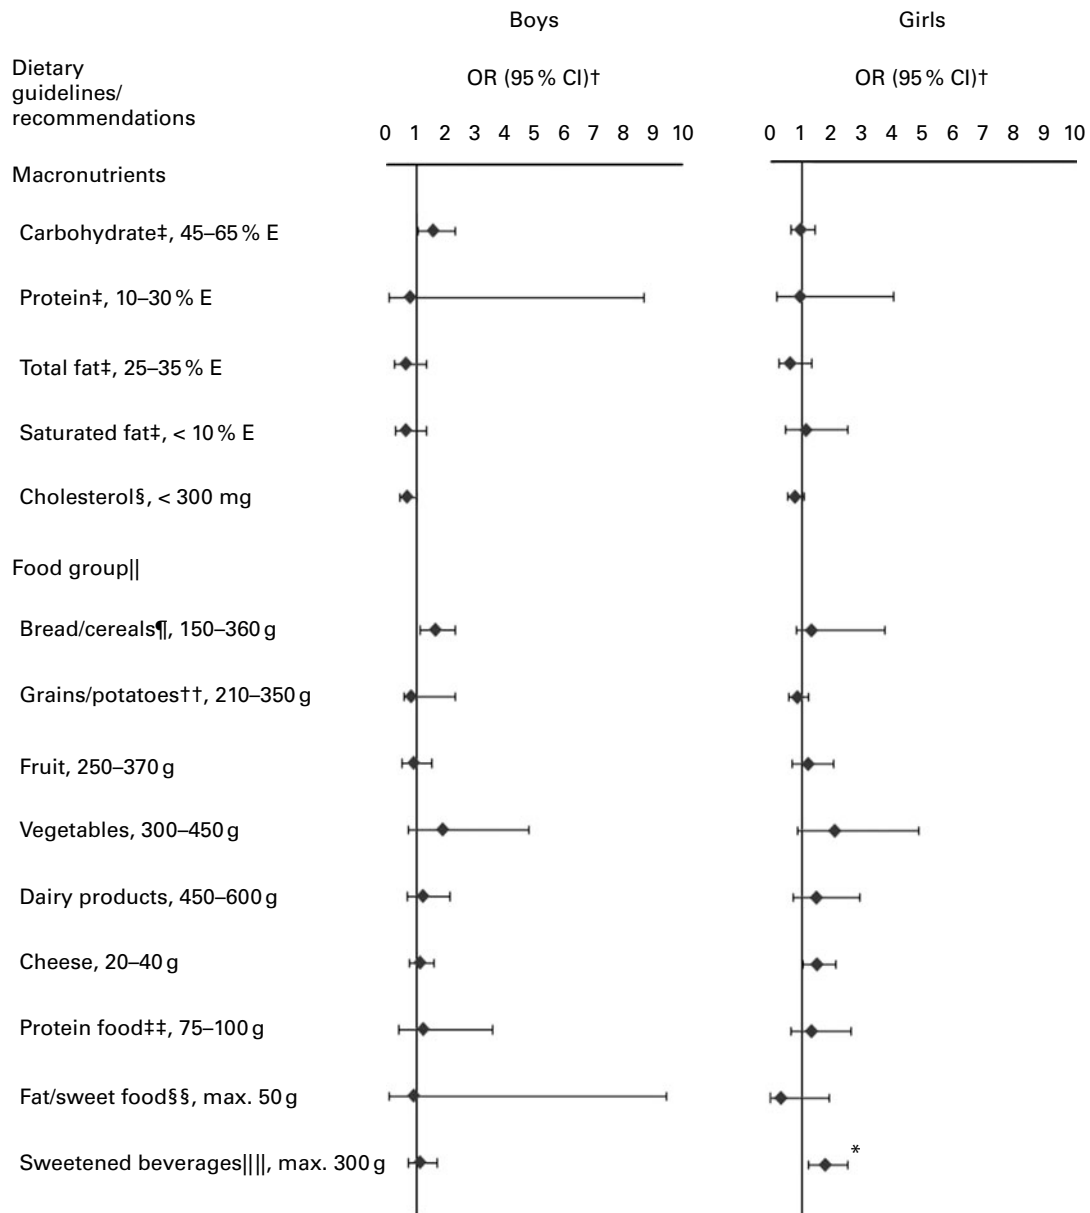 Boys Girls
Dietary
guidelines/
recommendations
OR (95 % CI)† OR (95 % CI)†
0 1 2 3 4 5 6 7 8 9 10 0 1 2 3 4 5 6 7 8 9 10
Macronutrients
Carbohydrate‡, 45–65 % E
Protein‡, 10–30 % E
Total fat‡, 25–35 % E
Saturated fat‡, < 10 % E
Cholesterol§, < 300 mg
Food group||
Bread/cereals¶, 150–360 g
Grains/potatoes††, 210–350 g
Fruit, 250–370 g
Vegetables, 300–450 g
Dairy products, 450–600 g
Cheese, 20–40 g
Protein food‡‡, 75–100 g
Fat/sweet food§§, max. 50 g
Sweetened beverages||||, max. 300 g *